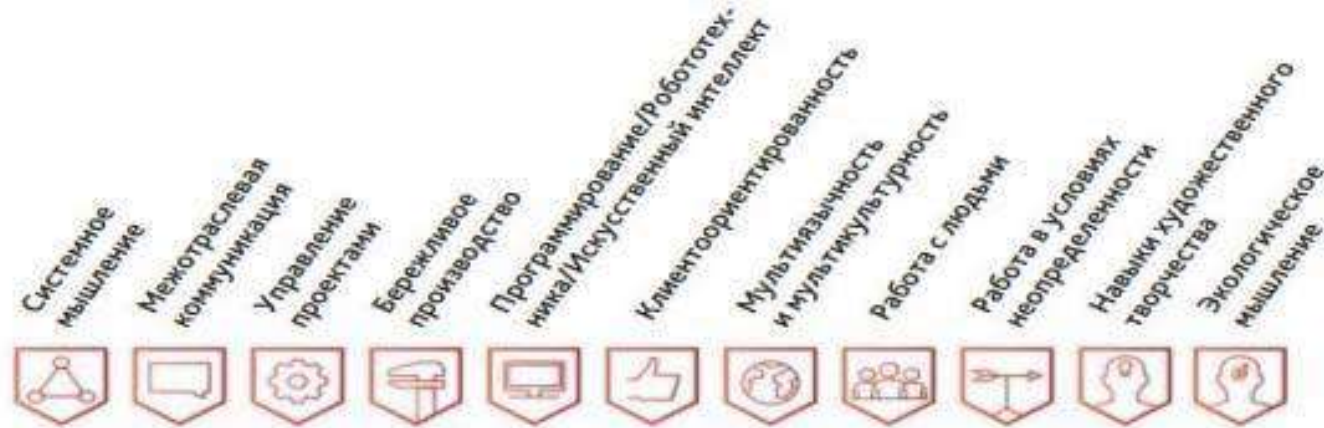 Системное
мышление
Межотраслевая
коммуникация
Управление
проектами
Бережливое
производство
Программирование/Робототех-
ника/Искусственный интеллект
Клиентоориентированность
Мультиязычность
и мультикультурность
Работа с людьми
Работа в условиях
неопределенности
Навыки художественного
творчества
Экологическое
мышление